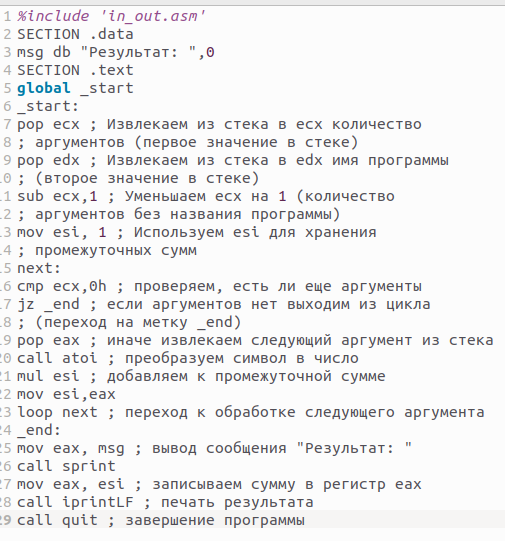 1 %include 'in_out.asm'
2 SECTION .data
3 msg db "Результат: ",0
4 SECTION .text
5 global _start
6 _start:
7 pop ecx ; Извлекаем из стека в ecx количество
8 ; аргументов (первое значение в стеке)
9 pop edx ; Извлекаем из стека в edx имя программы
10 ; (второе значение в стеке)
11 sub ecx,1 ; Уменьшаем ecx на 1 (количество
12 ; аргументов без названия программы)
13 mov esi, 1 ; Используем esi для хранения
14 ; промежуточных сумм
15 next:
16 cmp ecx,0h ; проверяем, есть ли еще аргументы
17 jz _end ; если аргументов нет выходим из цикла
18 ; (переход на метку _end)
19 pop eax ; иначе извлекаем следующий аргумент из стека
20 call atoi ; преобразуем символ в число
21 mul esi ; добавляем к промежуточной сумме
22 mov esi,eax
23 loop next ; переход к обработке следующего аргумента
24 _end:
25 mov eax, msg ; вывод сообщения "Результат: "
26 call sprint
27 mov eax, esi ; записываем сумму в регистр eax
28 call iprintLF ; печать результата
29 call quit ; завершение программы